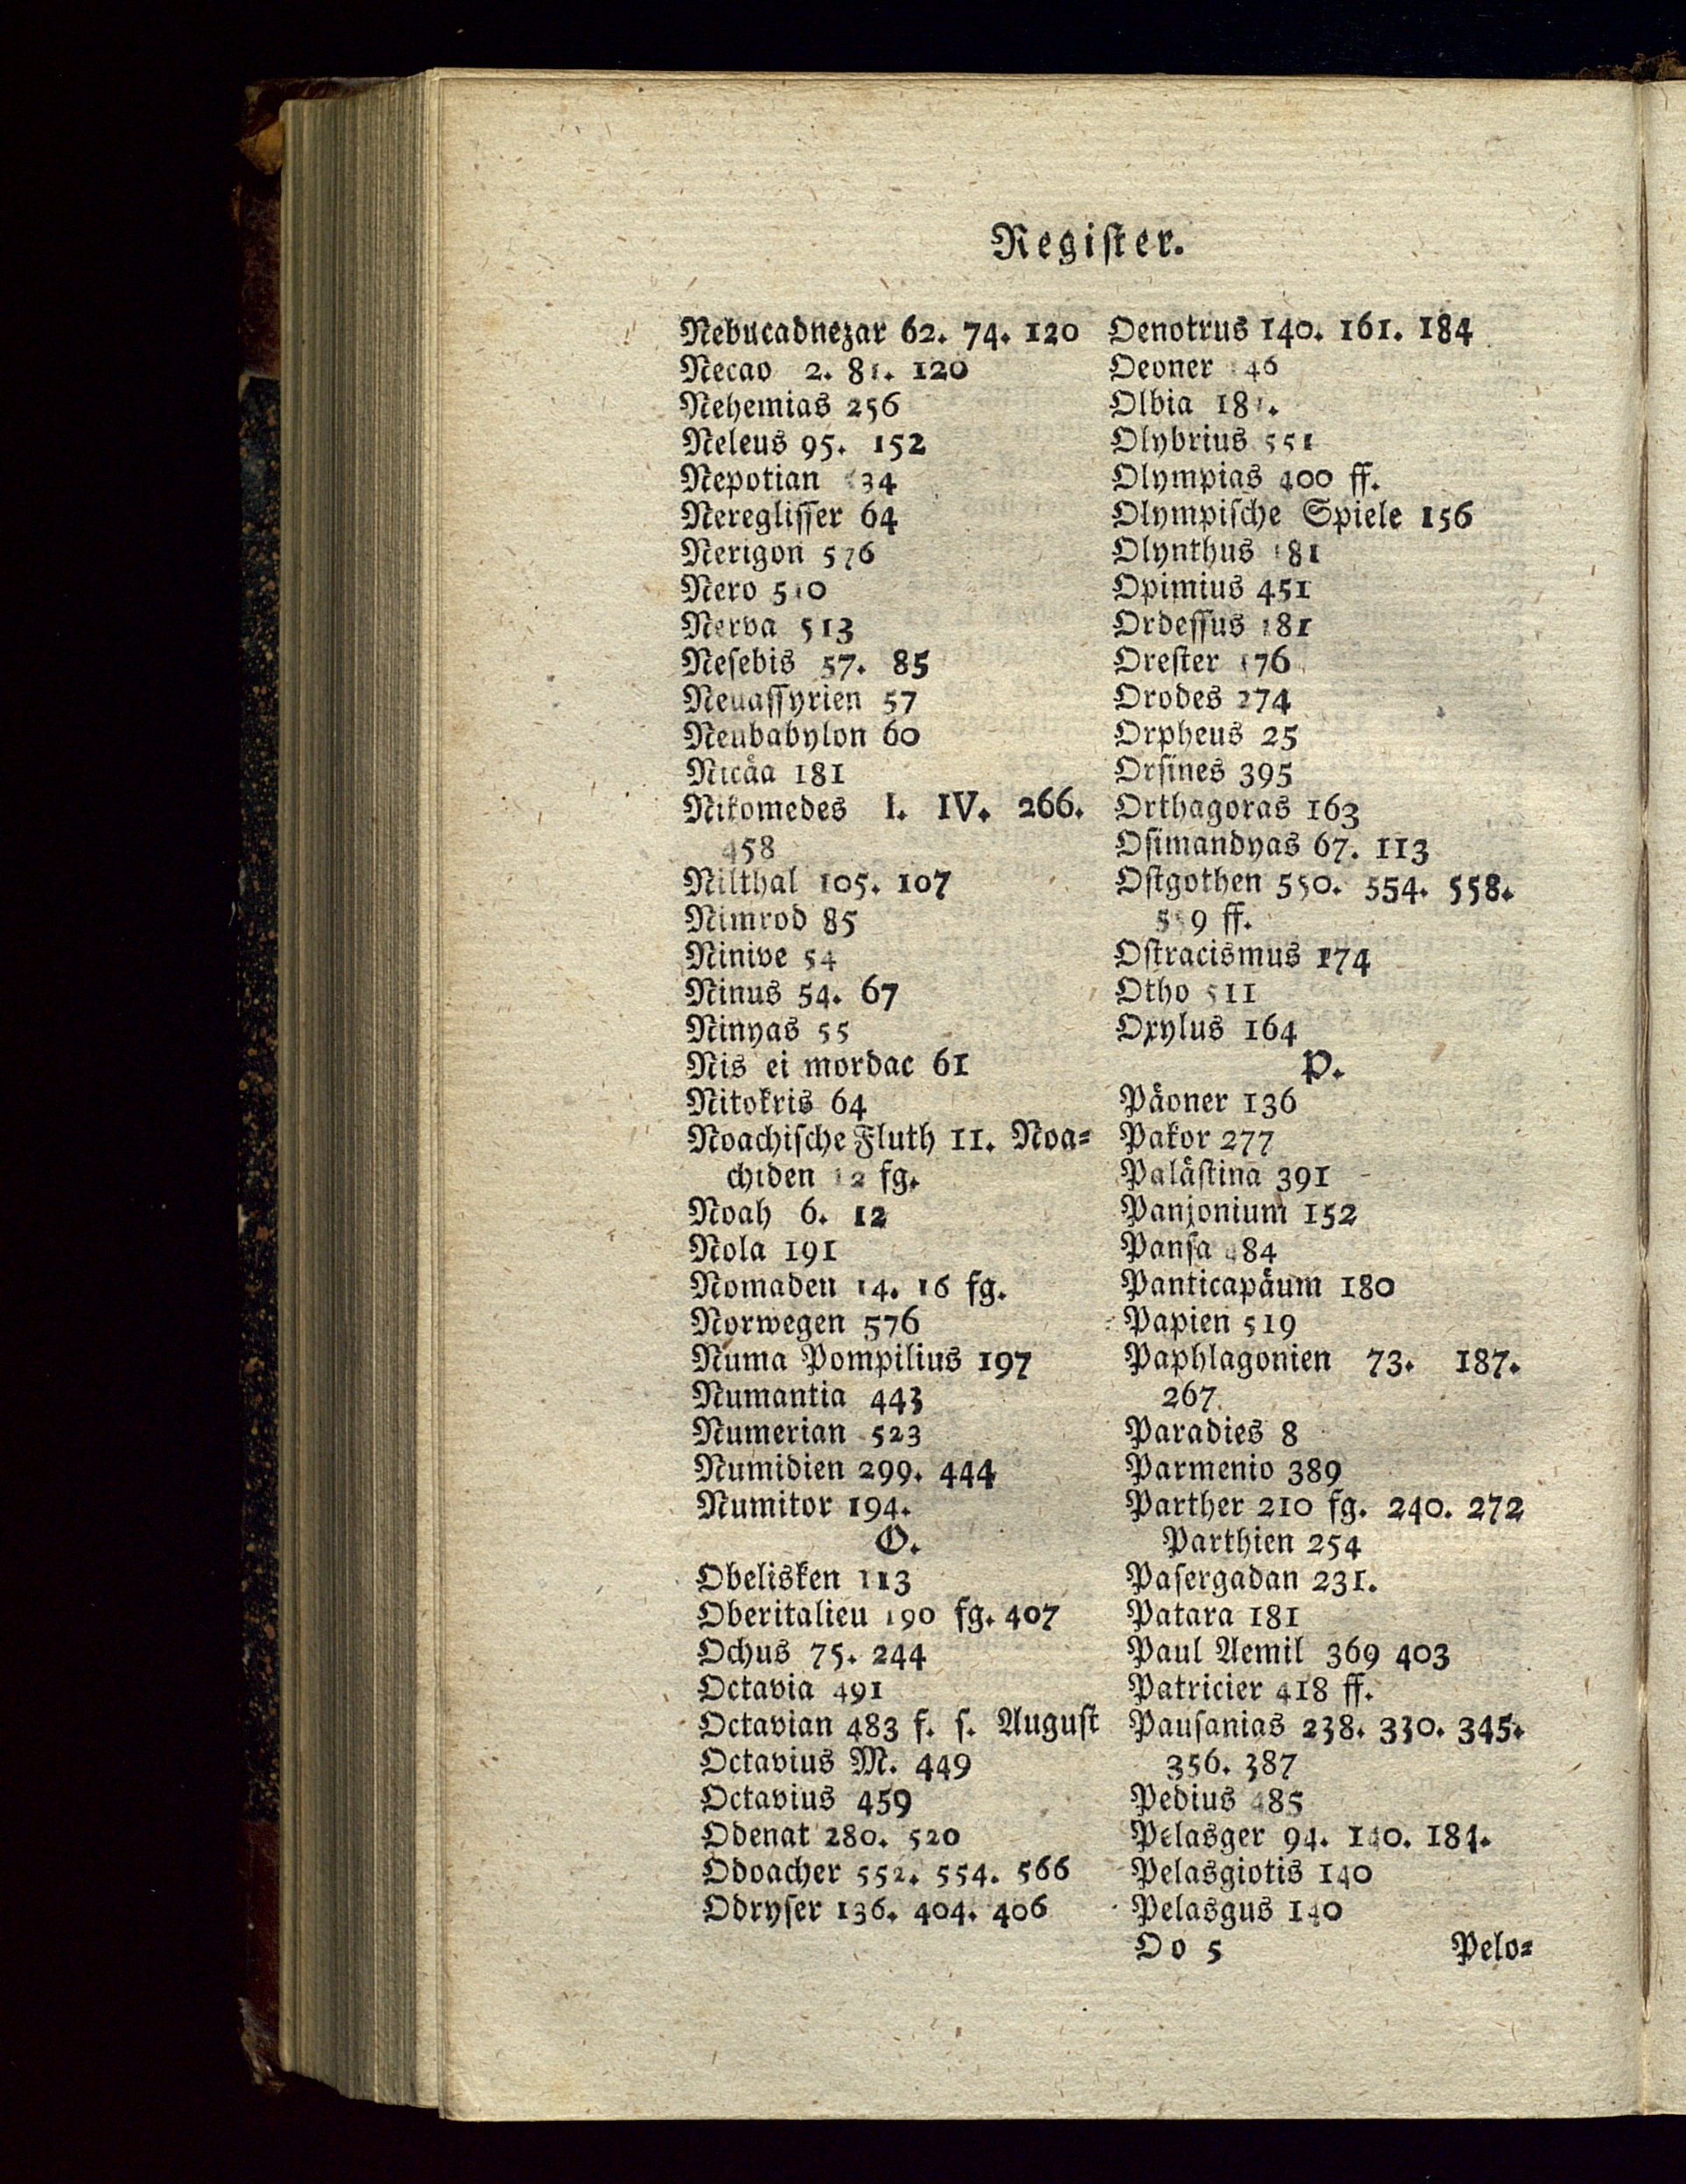 Regiſter.
Nebucadnezar 62. 74. 120
Necao 2. 81. 120
Nehemias 256
Neleus 95. 152
Nepotian
Neregliſſer 64
Nerigon 576
Nero 510
Nerva 513
Neſebis 57. 85
Neuaſſyrien 57
Neubabylon 60
Nicåa 181
Nikomedes I. IV. 266.
458
Nilthal 105. 107
Nimrod 85
Ninive 54
Ninus 54. 67
Ninyas 55
Nis ei mordac 61
Nitokris 64
Noachiſche Fluth 11. Noa⸗
chiden 12 fg.
Noah 6. 12
Nola 191
Nomaden 14. 16 fg.
Norwegen 576
Numa Pompilius 197
Numantia 443
Numerian 523
Numidien 299. 444
Numitor 194.
O.
Obelisken 113
Oberitalieu 190 fg. 407
Ochus 75. 244
Octavia 491
Octavian 483 f. ſ. Auguſt
Octavius M. 449
Octavius 459
Odenat 280. 520
Odoacher 552. 554. 566
Odryſer 136. 404. 406
Oenotrus 140. 161. 184
Oeoner
Olbia
Olybrius 551
Olympias 400 ff.
Olympiſche Spiele 156
Olynthus 181
Opimius 451
Ordeſſus 181
Oreſter
Orodes 274
Orpheus 25
Orſines 395
Orthagoras 163
Oſimandyas 67. 113
Oſtgothen 550. 554. 558.
559 ff.
Oſtracismus 174
Otho 511
Oxylus 164
P.
Påoner 136
Pakor 277
Palåſtina 391
Panjonium 152
Panſa 484
Panticapåum 180
Papien 519
Paphlagonien 73. 187.
267
Paradies 8
Parmenio 389
Parther 210 fg. 240. 272
Parthien 254
Paſergadan 231.
Patara 181
Paul Aemil 369 403
Patricier 418 ff.
Pauſanias 238. 330. 345.
356. 387
Pedius 485
Pelasger 94. 140. 184.
Pelasgiotis 140
Pelasgus 140
Oo 5 Pelo⸗